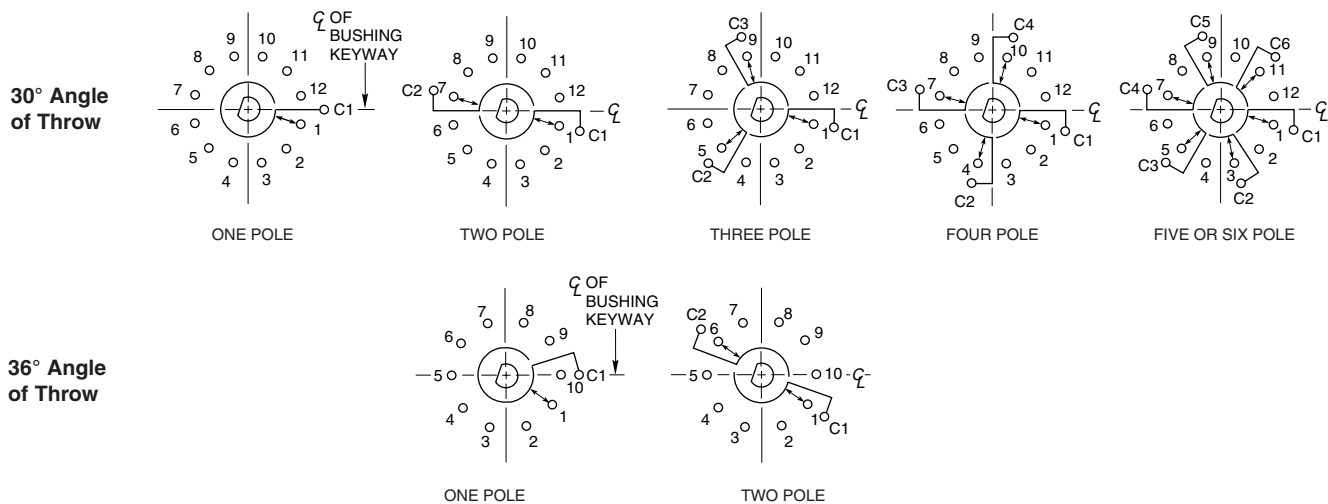 30° Angle
of Throw
℄ OF
BUSHING
KEYWAY
9 10
8 11
7 12
C1
6 1
5 2
4 3
ONE POLE
9 10
8 11
C2 7 12
℄
6 1 C1
5 2
4 3
TWO POLE
C3
9 10
8 11
7 12
℄
6 1 C1
5 2
C2 4 3
THREE POLE
C4
9 10
8 11
C3 7 12
℄
6 1 C1
5 2
4 3
C2
FOUR POLE
C5
9 10 C6
8 11
C4 7 12
℄
6 1 C1
5 2
C3 4 3
C2
FIVE OR SIX POLE
36° Angle
of Throw
℄ OF
BUSHING
KEYWAY
7 8
6 9
5 10 C1
4 1
3 2
ONE POLE
C2 7 8
6 9
5 10 ℄
4 1 C1
3 2
TWO POLE